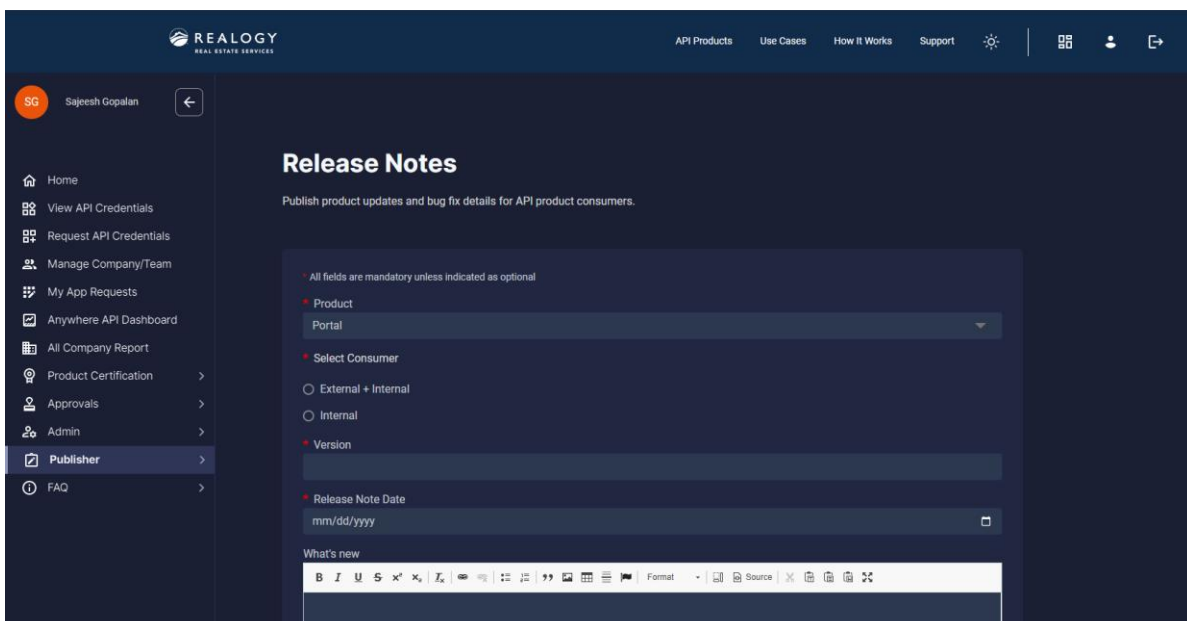 REALOGY
REAL ESTATE SERVICES
API Products
Use Cases
How It Works
Support
SG
Sajeesh Gopalan
Home
View API Credentials
Request API Credentials
Manage Company/Team
My App Requests
Anywhere API Dashboard
All Company Report
Product Certification
Approvals
Admin
Publisher
FAQ
Release Notes
Publish product updates and bug fix details for API product consumers.
* All fields are mandatory unless indicated as optional
* Product
Portal
* Select Consumer
External + Internal
Internal
* Version
* Release Note Date
mm/dd/yyyy
What's new
B I U S x² x₂ Ix Format Source